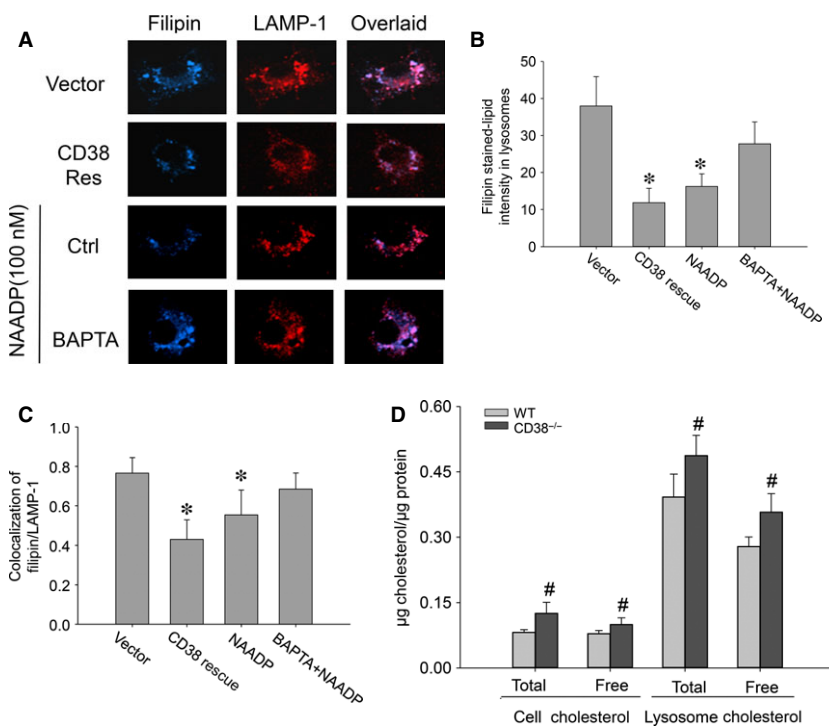 A
Filipin LAMP-1 Overlaid
Vector
CD38
Res
NAADP(100 nM)
Ctrl
BAPTA
B
Filipin stained-lipid
intensity in lysosomes
50
40
30
20
10
0
* *
Vector
CD38 rescue
NAADP
BAPTA+NAADP
C
Colocalization of
filipin/LAMP-1
1.0
0.8
0.6
0.4
0.2
0.0
* *
Vector
CD38 rescue
NAADP
BAPTA+NAADP
D
µg cholesterol/µg protein
0.60
0.45
0.30
0.15
0.00
WT
CD38⁻/⁻
# # # #
Total Free Total Free
Cell cholesterol Lysosome cholesterol